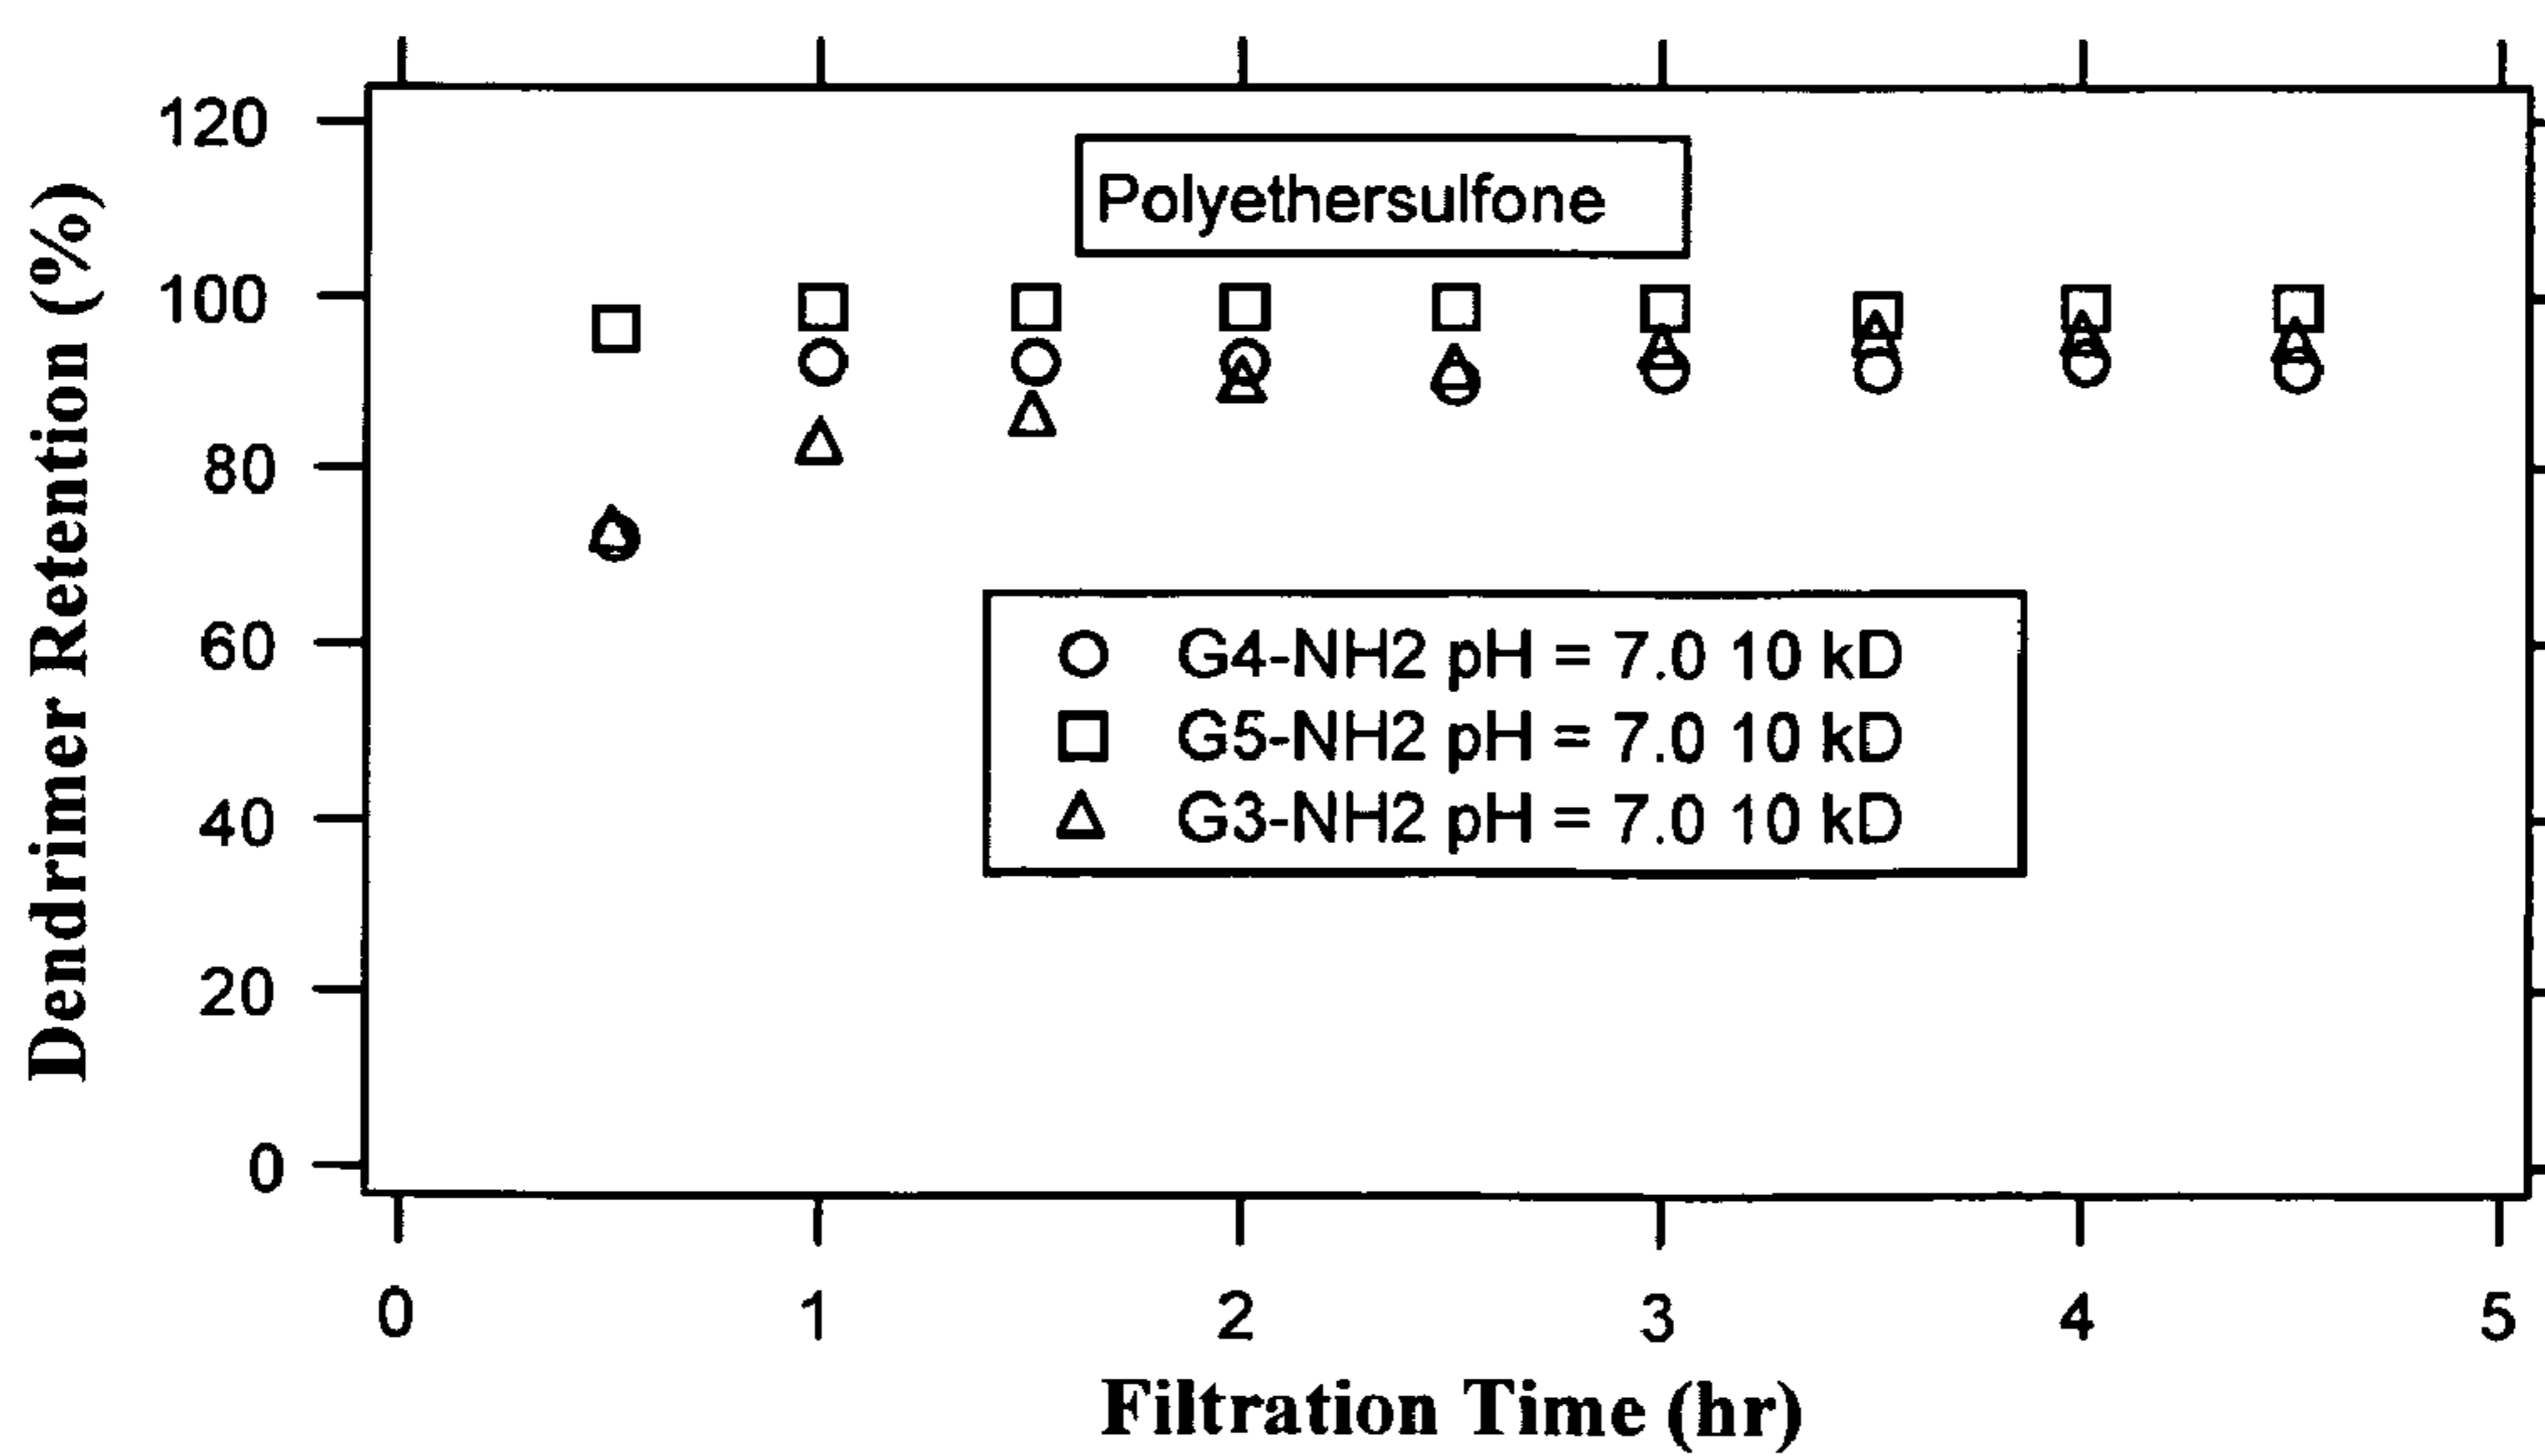 Dendrimer Retention (%)
120
100
80
60
40
20
0
Polyethersulfone
G4-NH2 pH = 7.0 10 kD
G5-NH2 pH = 7.0 10 kD
G3-NH2 pH = 7.0 10 kD
0 1 2 3 4 5
Filtration Time (hr)